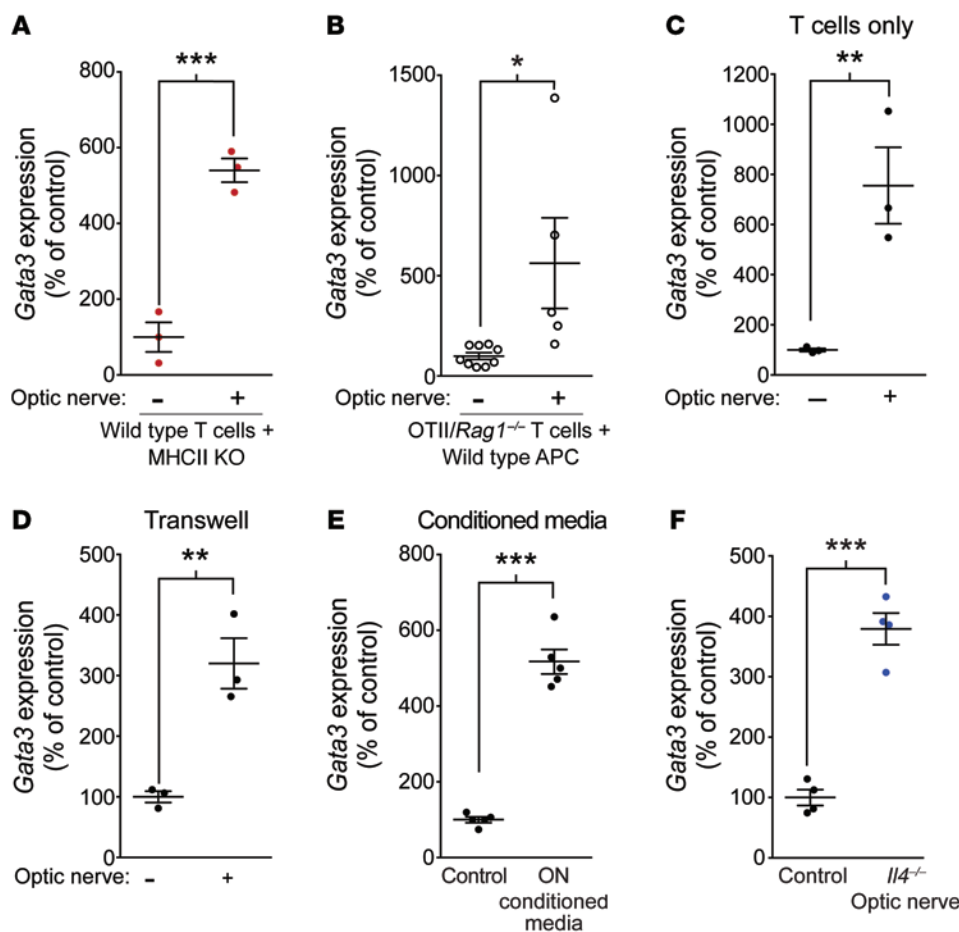 A
***
Gata3 expression
(% of control)
800
600
400
200
0
Optic nerve: - +
Wild type T cells +
MHCII KO
B
*
Gata3 expression
(% of control)
1500
1000
500
0
Optic nerve: - +
OTII/Rag1–/– T cells +
Wild type APC
C
T cells only
**
Gata3 expression
(% of control)
1200
1000
800
600
400
200
0
Optic nerve: — +
D
Transwell
**
Gata3 expression
(% of control)
500
400
300
200
100
0
Optic nerve: - +
E
Conditioned media
***
Gata3 expression
(% of control)
800
600
400
200
0
Control ON
conditioned
media
F
***
Gata3 expression
(% of control)
500
400
300
200
100
0
Control Il4–/–
Optic nerve